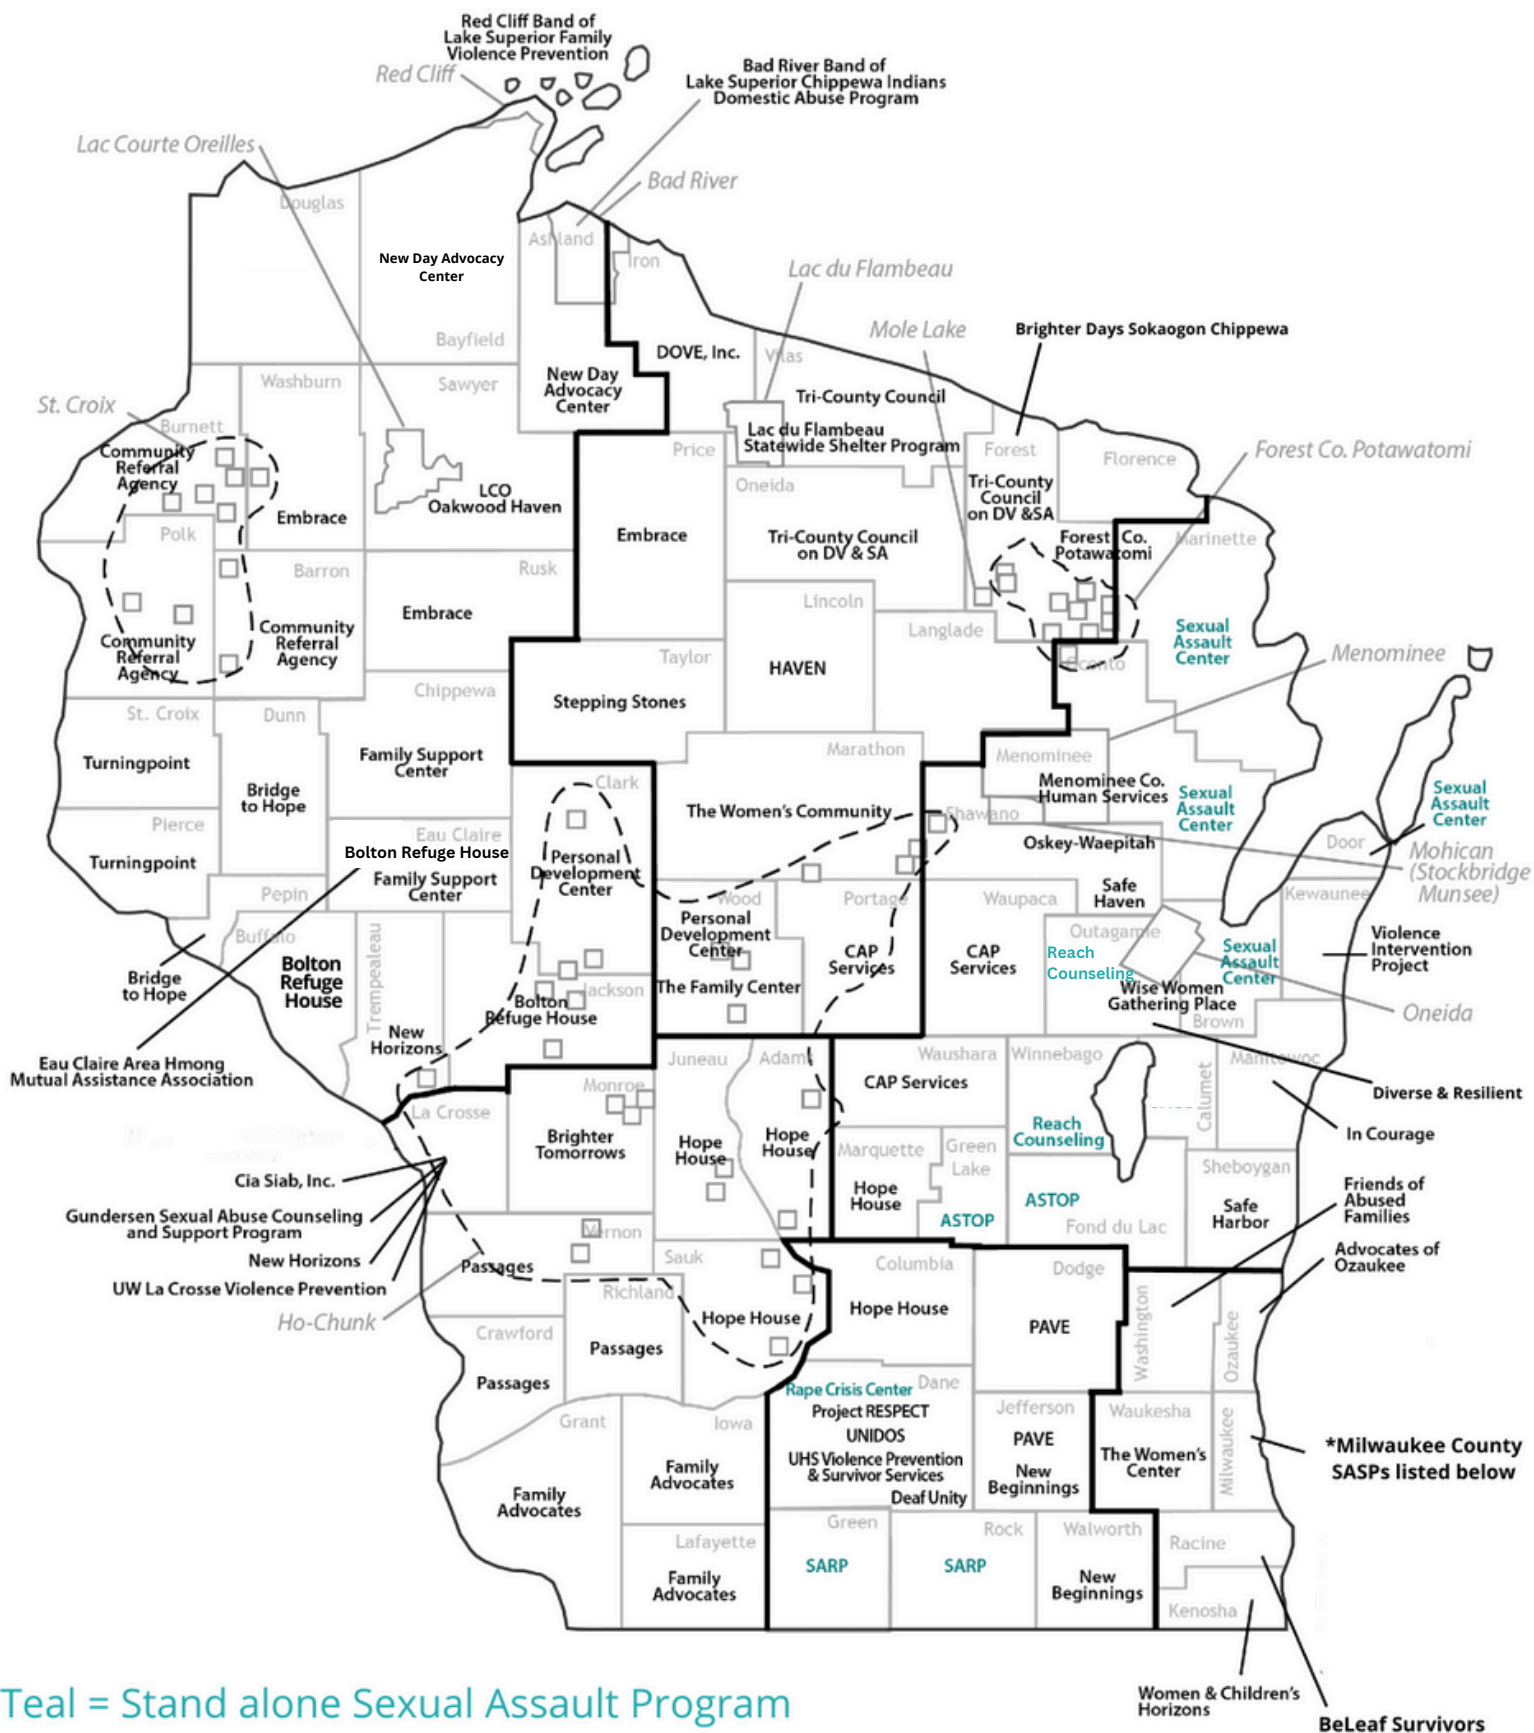 Red Cliff Band of
Lake Superior Family
Violence Prevention
Red Cliff
Bad River Band of
Lake Superior Chippewa Indians
Domestic Abuse Program
Lac Courte Oreilles
Bad River
Douglas
Ashland
Iron
New Day Advocacy
Center
Lac du Flambeau
Mole Lake
Brighter Days Sokaogon Chippewa
Bayfield
DOVE, Inc.
Vilas
Washburn
Sawyer
New Day
Advocacy
Center
Tri-County Council
St. Croix
Burnett
Lac du Flambeau
Statewide Shelter Program
Price
Forest
Florence
Forest Co. Potawatomi
Community
Referral
Agency
LCO
Oakwood Haven
Oneida
Tri-County
Council
on DV &SA
Embrace
Polk
Embrace
Tri-County Council
on DV & SA
Forest Co.
Potawatomi
Marinette
Barron
Rusk
Lincoln
Embrace
Langlade
Community
Referral
Agency
Community
Referral
Agency
Sexual
Assault
Center
Taylor
HAVEN
Oconto
Menominee
Chippewa
Stepping Stones
St. Croix
Dunn
Turningpoint
Family Support
Center
Marathon
Menominee
Bridge
to Hope
Clark
Menominee Co.
Human Services
Sexual
Assault
Center
Sexual
Assault
Center
The Women's Community
Shawano
Pierce
Eau Claire
Bolton Refuge House
Oskey-Waepitah
Door
Mohican
(Stockbridge
Munsee)
Turningpoint
Personal
Development
Center
Family Support
Center
Safe
Haven
Pepin
Wood
Portage
Waupaca
Kewaunee
Buffalo
Trempealeau
Personal
Development
Center
Outagamie
Bolton
Refuge
House
CAP
Services
CAP
Services
Reach
Counseling
Sexual
Assault
Center
Violence
Intervention
Project
Bridge
to Hope
The Family Center
Jackson
Wise Women
Gathering Place
Bolton
Refuge House
Oneida
Brown
New
Horizons
Eau Claire Area Hmong
Mutual Assistance Association
Juneau
Adams
Waushara
Winnebago
Manitowoc
Calumet
CAP Services
Monroe
Diverse & Resilient
La Crosse
Brighter
Tomorrows
Hope
House
Hope
House
Reach
Counseling
In Courage
Marquette
Green
Lake
Sheboygan
Cia Siab, Inc.
Hope
House
ASTOP
Safe
Harbor
Friends of
Abused
Families
Gundersen Sexual Abuse Counseling
and Support Program
ASTOP
Fond du Lac
Vernon
New Horizons
Passages
Sauk
Advocates of
Ozaukee
UW La Crosse Violence Prevention
Columbia
Dodge
Richland
Ho-Chunk
Hope House
Hope House
PAVE
Washington
Ozaukee
Crawford
Passages
Passages
Rape Crisis Center
Dane
Project RESPECT
UNIDOS
UHS Violence Prevention
& Survivor Services
Deaf Unity
Jefferson
PAVE
New
Beginnings
Waukesha
The Women's
Center
Milwaukee
Grant
Iowa
*Milwaukee County
SASPs listed below
Family
Advocates
Family
Advocates
Green
Rock
Walworth
Racine
Lafayette
Family
Advocates
SARP
SARP
New
Beginnings
Kenosha
Women & Children's
Horizons
BeLeaf Survivors
Teal = Stand alone Sexual Assault Program